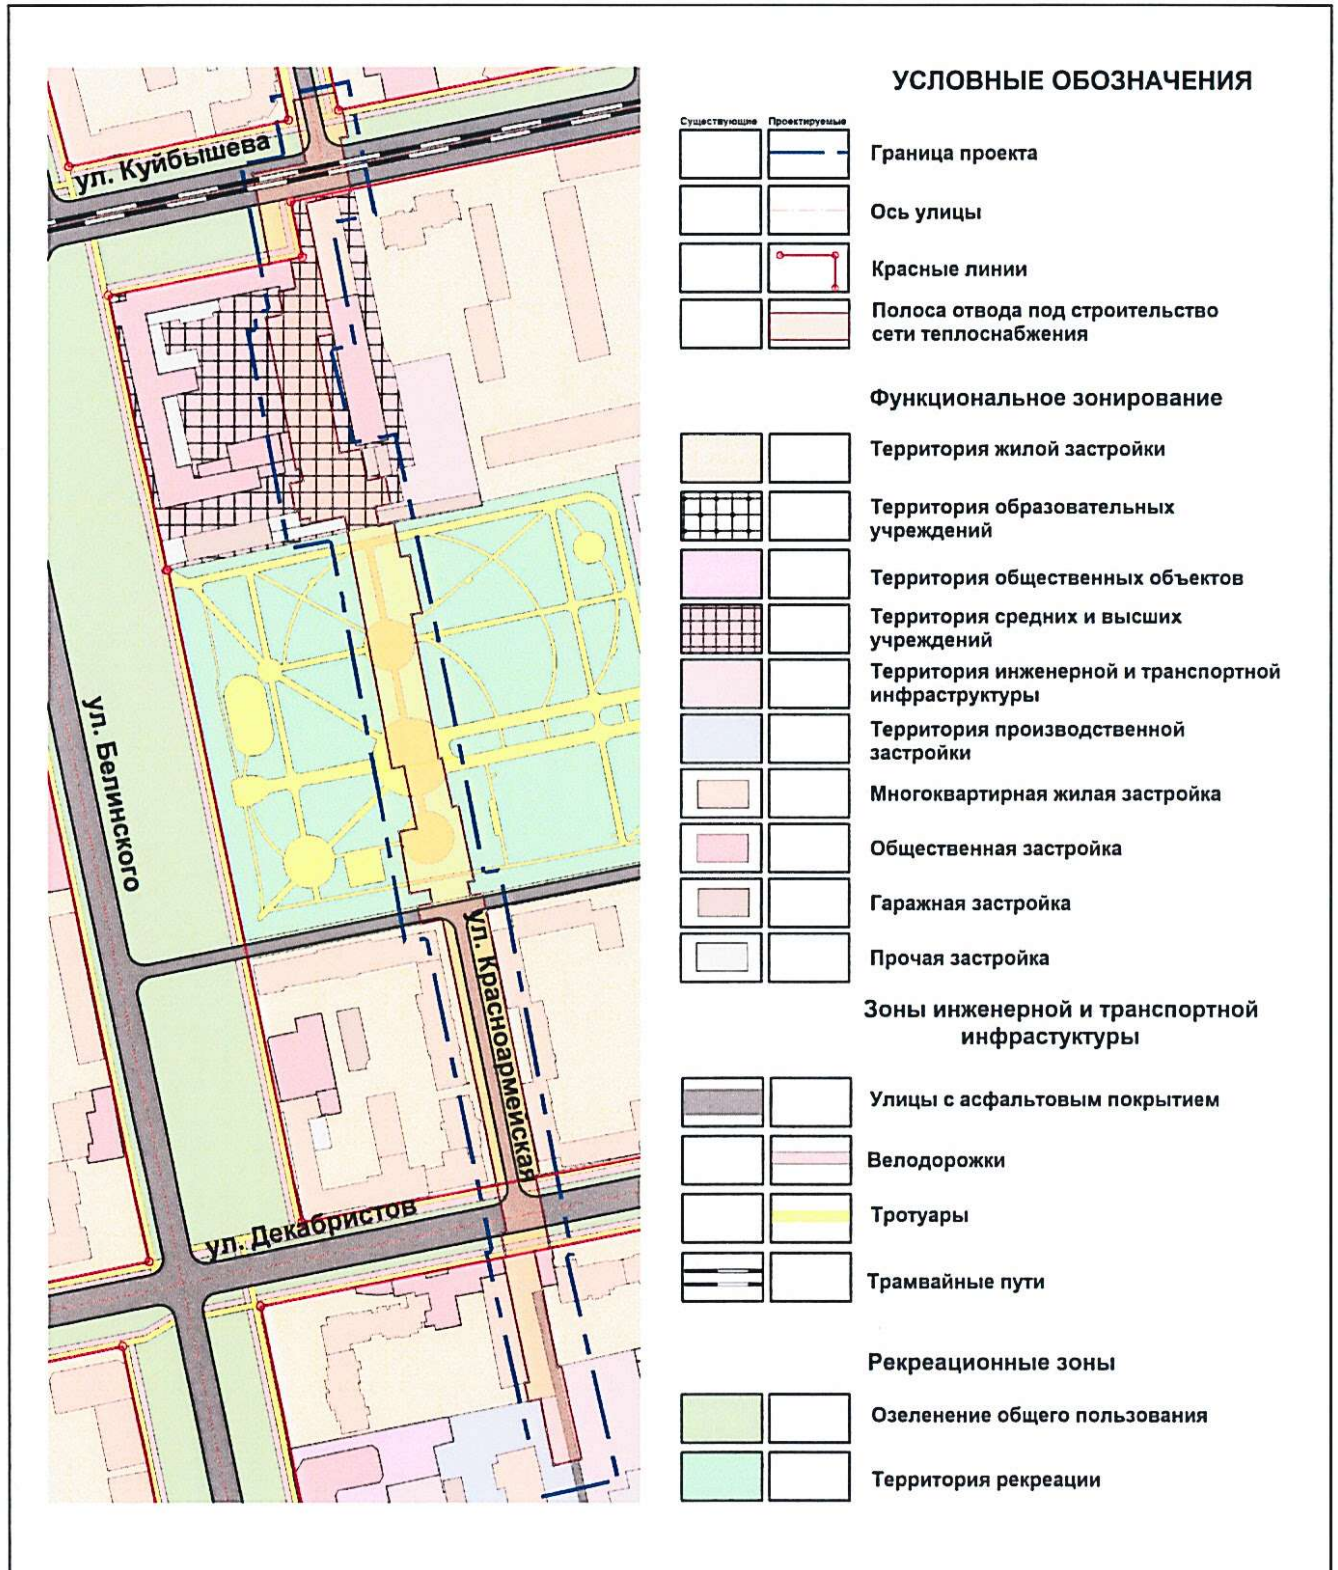 УСЛОВНЫЕ ОБОЗНАЧЕНИЯ
Существующие Проектируемые
Граница проекта
Ось улицы
Красные линии
Полоса отвода под строительство
сети теплоснабжения
Функциональное зонирование
Территория жилой застройки
Территория образовательных
учреждений
Территория общественных объектов
Территория средних и высших
учреждений
Территория инженерной и транспортной
инфраструктуры
Территория производственной
застройки
Многоквартирная жилая застройка
Общественная застройка
Гаражная застройка
Прочая застройка
Зоны инженерной и транспортной
инфрастуктуры
Улицы с асфальтовым покрытием
Велодорожки
Тротуары
Трамвайные пути
Рекреационные зоны
Озеленение общего пользования
Территория рекреации
ул. Куйбышева
ул. Белинского
ул. Красноармейская
ул. Декабристов